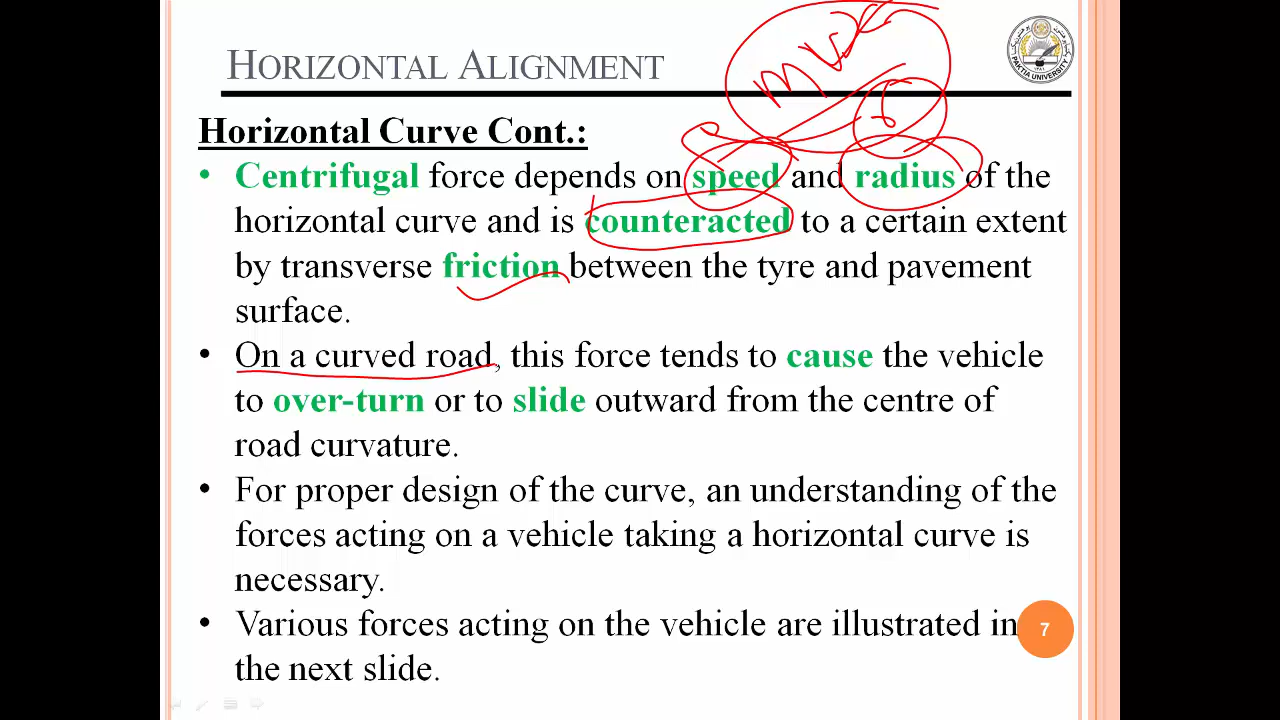 HORIZONTAL ALIGNMENT
PAKTIA UNIVERSITY
Horizontal Curve Cont.:
• Centrifugal force depends on speed and radius of the
horizontal curve and is counteracted to a certain extent
by transverse friction between the tyre and pavement
surface.
• On a curved road, this force tends to cause the vehicle
to over-turn or to slide outward from the centre of
road curvature.
• For proper design of the curve, an understanding of the
forces acting on a vehicle taking a horizontal curve is
necessary.
• Various forces acting on the vehicle are illustrated in
the next slide.
7